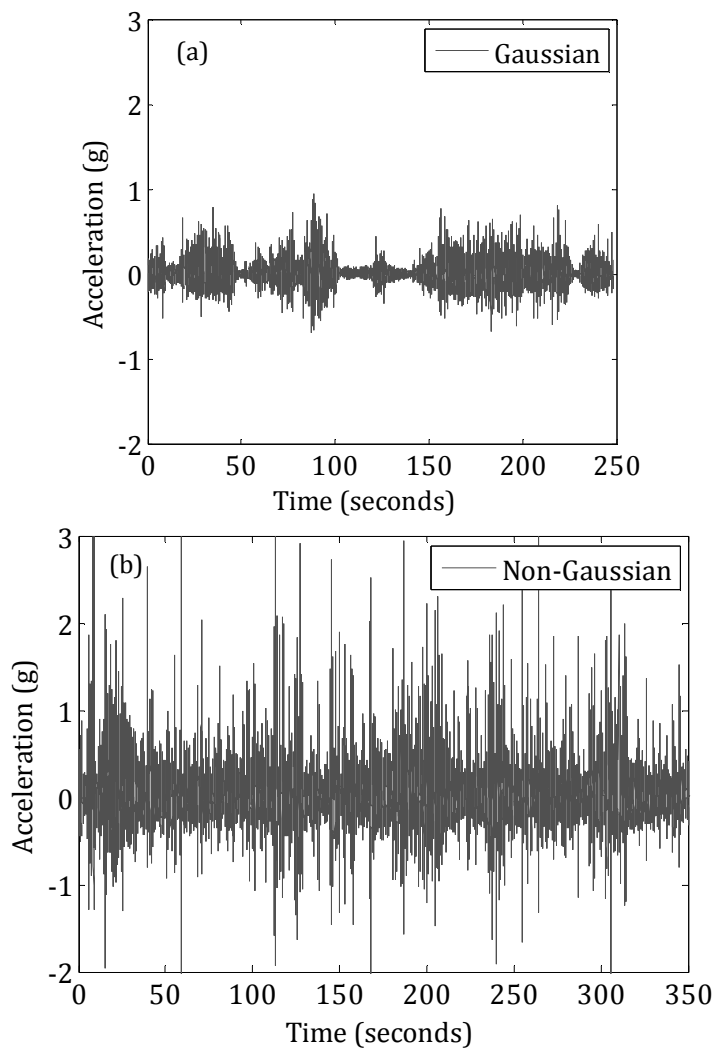 3
(a)
Gaussian
2
1
0
-1
-2
Acceleration (g)
0 50 100 150 200 250
Time (seconds)
3
(b)
Non-Gaussian
2
1
0
-1
-2
Acceleration (g)
0 50 100 150 200 250 300 350
Time (seconds)